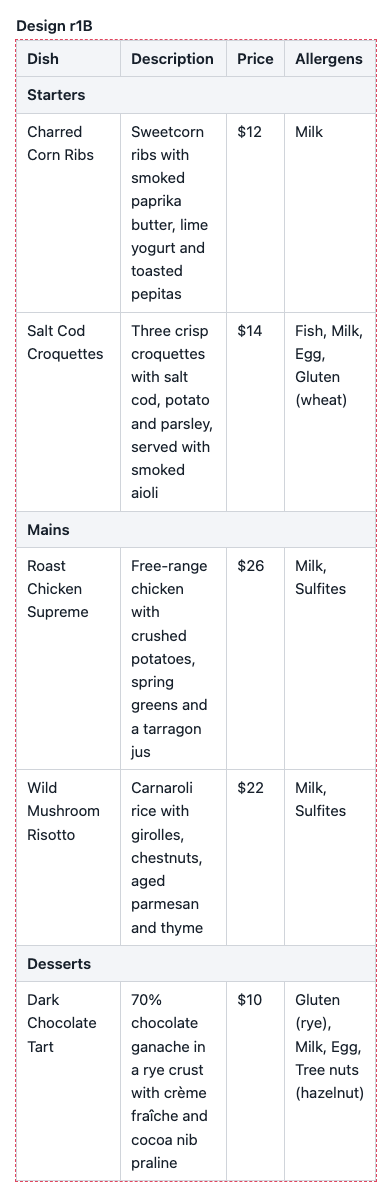 Design r1B
Dish Description Price Allergens
Starters
Charred Corn Ribs
Sweetcorn ribs with smoked paprika butter, lime yogurt and toasted pepitas
$12
Milk
Salt Cod Croquettes
Three crisp croquettes with salt cod, potato and parsley, served with smoked aioli
$14
Fish, Milk, Egg, Gluten (wheat)
Mains
Roast Chicken Supreme
Free-range chicken with crushed potatoes, spring greens and a tarragon jus
$26
Milk, Sulfites
Wild Mushroom Risotto
Carnaroli rice with girolles, chestnuts, aged parmesan and thyme
$22
Milk, Sulfites
Desserts
Dark Chocolate Tart
70% chocolate ganache in a rye crust with crème fraîche and cocoa nib praline
$10
Gluten (rye), Milk, Egg, Tree nuts (hazelnut)